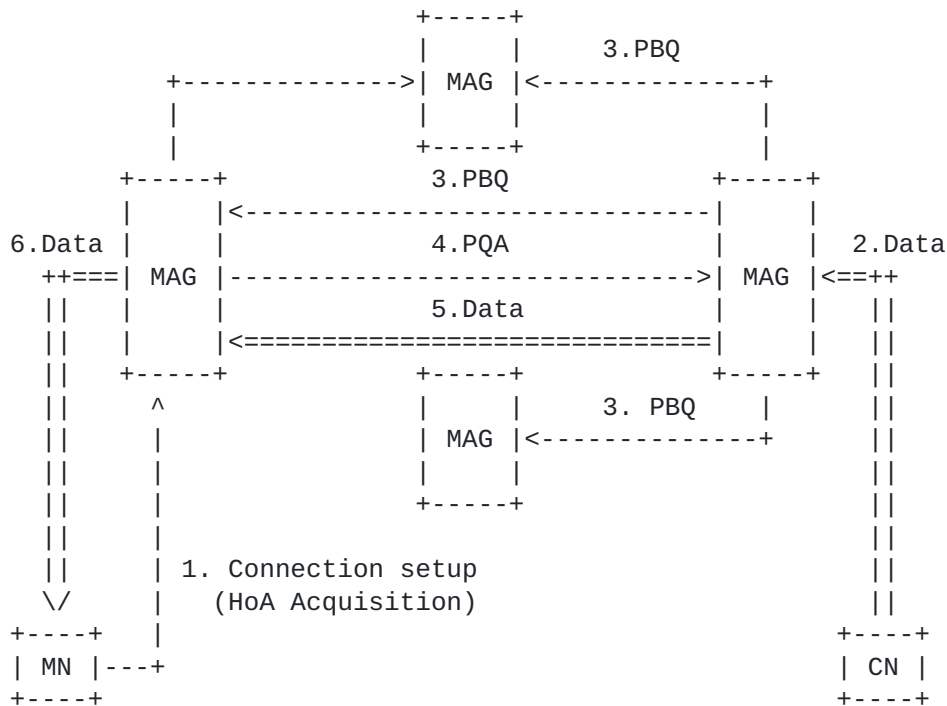 3.PBQ
MAG
3.PBQ
6.Data 4.PQA 2.Data
MAG MAG
5.Data
3. PBQ
MAG
1. Connection setup
(HoA Acquisition)
MN CN